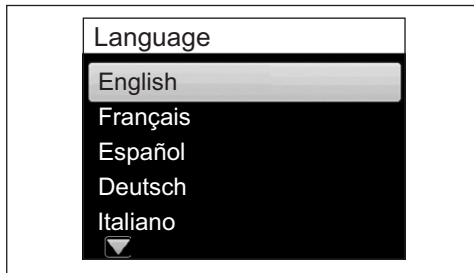 Language
English
Français
Español
Deutsch
Italiano